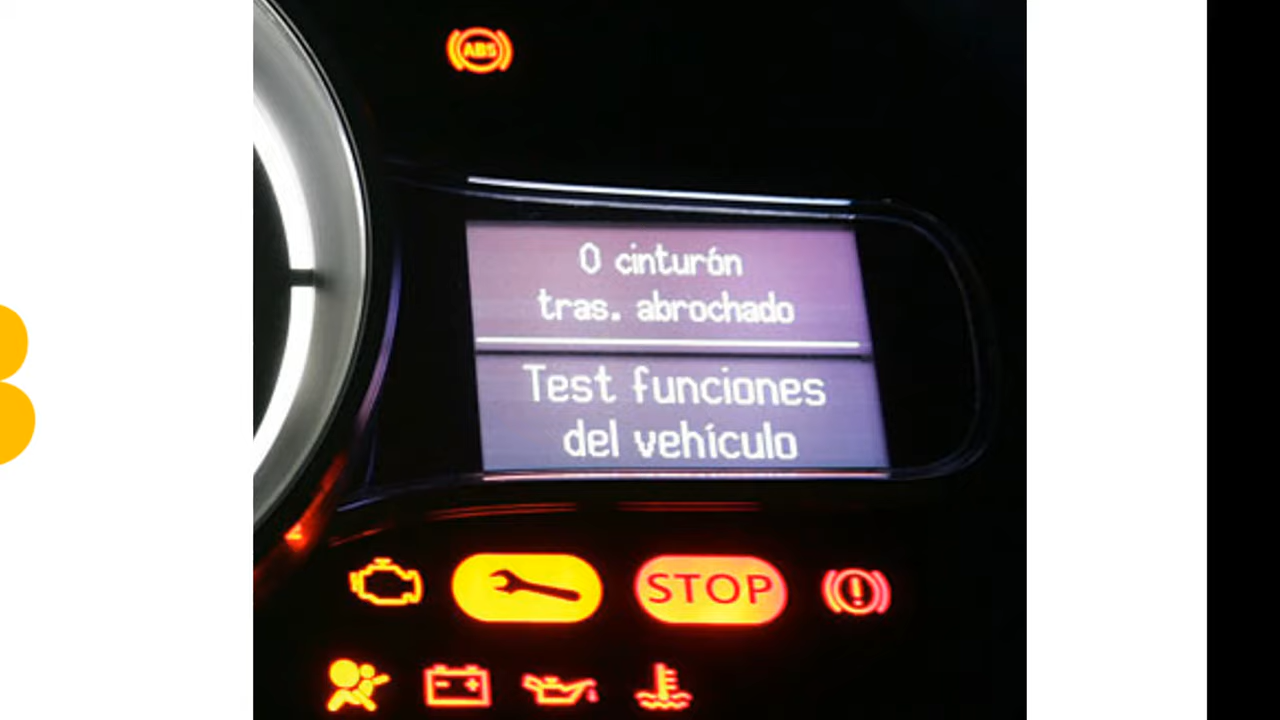 ABS
0 cinturón
tras. abrochado
Test funciones
del vehículo
STOP